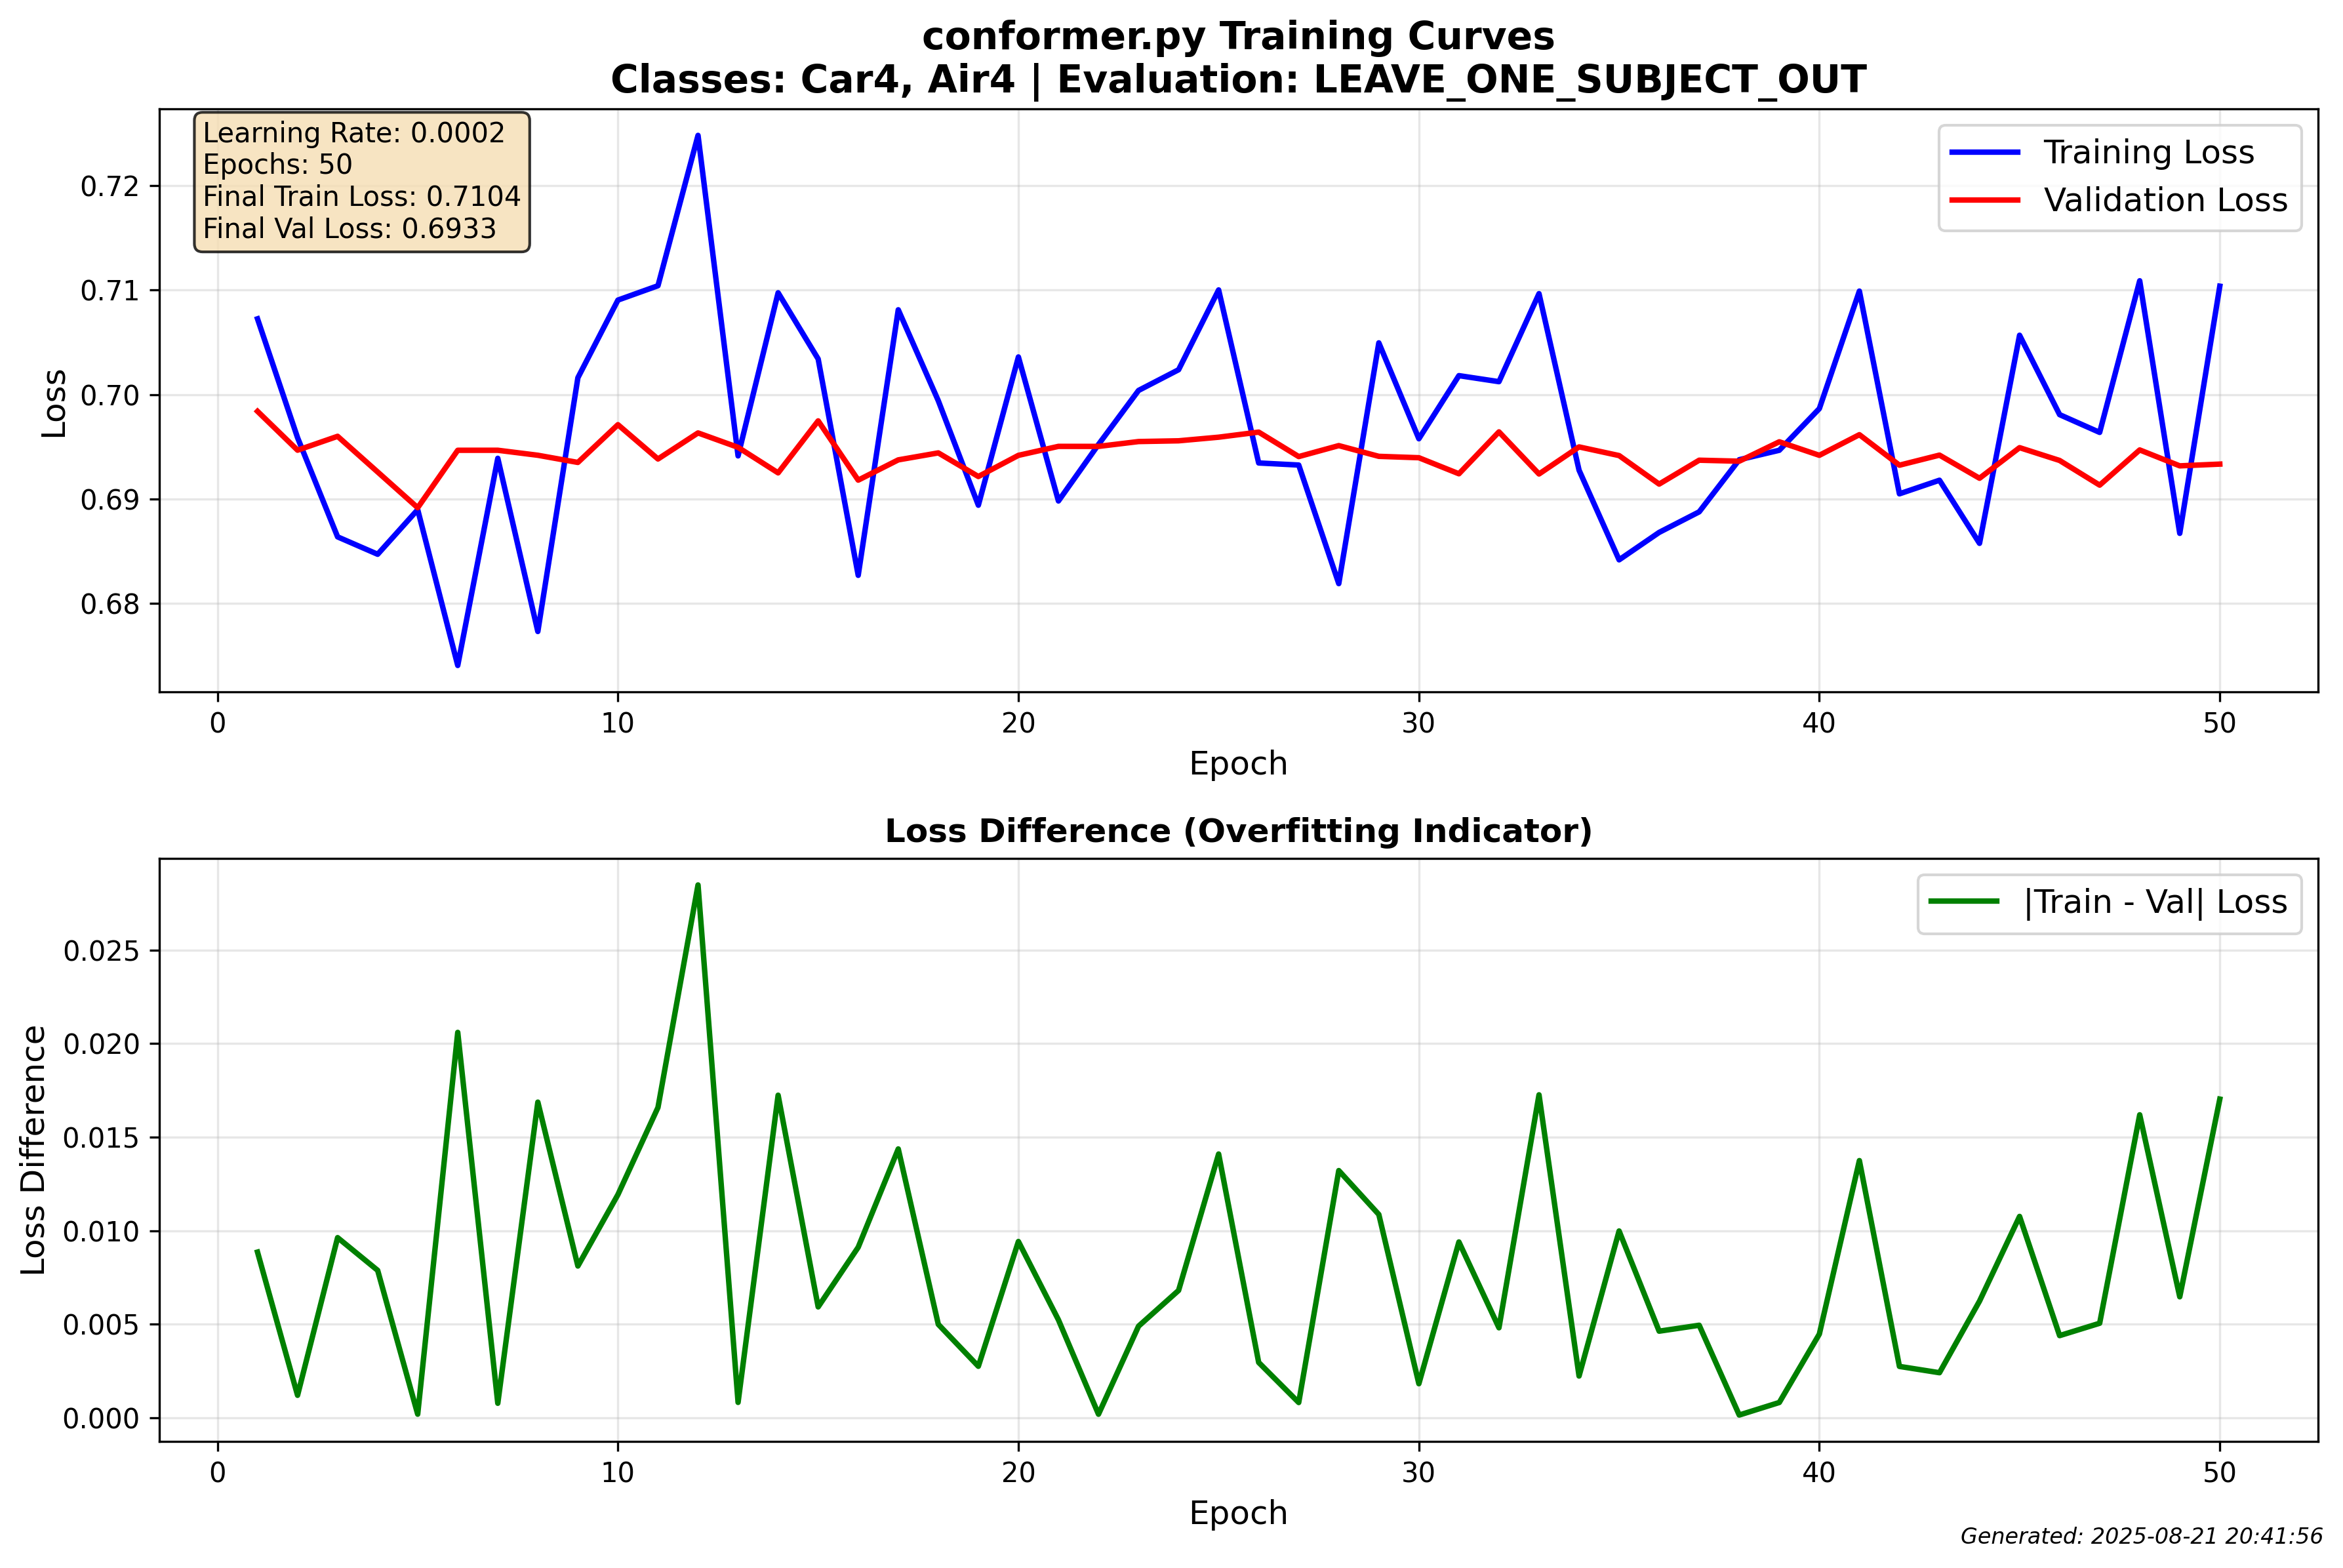 conformer.py Training Curves
Classes: Car4, Air4 | Evaluation: LEAVE_ONE_SUBJECT_OUT
Learning Rate: 0.0002
Epochs: 50
Final Train Loss: 0.7104
Final Val Loss: 0.6933
Training Loss
Validation Loss
Loss
0.72
0.71
0.70
0.69
0.68
0 10 20 30 40 50
Epoch
Loss Difference (Overfitting Indicator)
|Train - Val| Loss
Loss Difference
0.025
0.020
0.015
0.010
0.005
0.000
0 10 20 30 40 50
Epoch
Generated: 2025-08-21 20:41:56